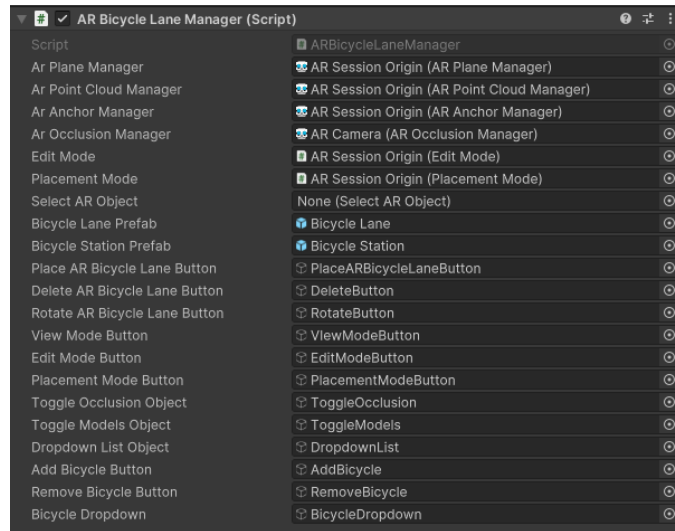 AR Bicycle Lane Manager (Script)
Script ARBicycleLaneManager
Ar Plane Manager AR Session Origin (AR Plane Manager)
Ar Point Cloud Manager AR Session Origin (AR Point Cloud Manager)
Ar Anchor Manager AR Session Origin (AR Anchor Manager)
Ar Occlusion Manager AR Camera (AR Occlusion Manager)
Edit Mode AR Session Origin (Edit Mode)
Placement Mode AR Session Origin (Placement Mode)
Select AR Object None (Select AR Object)
Bicycle Lane Prefab Bicycle Lane
Bicycle Station Prefab Bicycle Station
Place AR Bicycle Lane Button PlaceARBicycleLaneButton
Delete AR Bicycle Lane Button DeleteButton
Rotate AR Bicycle Lane Button RotateButton
View Mode Button VIewModeButton
Edit Mode Button EditModeButton
Placement Mode Button PlacementModeButton
Toggle Occlusion Object ToggleOcclusion
Toggle Models Object ToggleModels
Dropdown List Object DropdownList
Add Bicycle Button AddBicycle
Remove Bicycle Button RemoveBicycle
Bicycle Dropdown BicycleDropdown